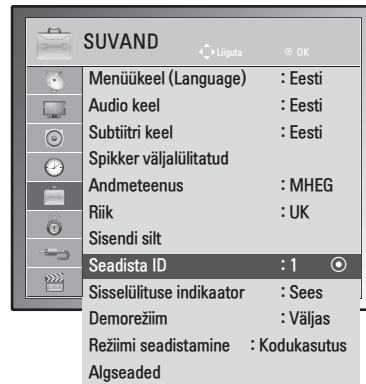 SUVAND
Liiguta
OK
Menüükeel (Language) : Eesti
Audio keel : Eesti
Subtiitri keel : Eesti
Spikker väljalülitatud
Andmeteenus : MHEG
Riik : UK
Sisendi silt
Seadista ID : 1
Sisselülituse indikaator : Sees
Demorežiim : Väljas
Režiimi seadistamine : Kodukasutus
Algseaded